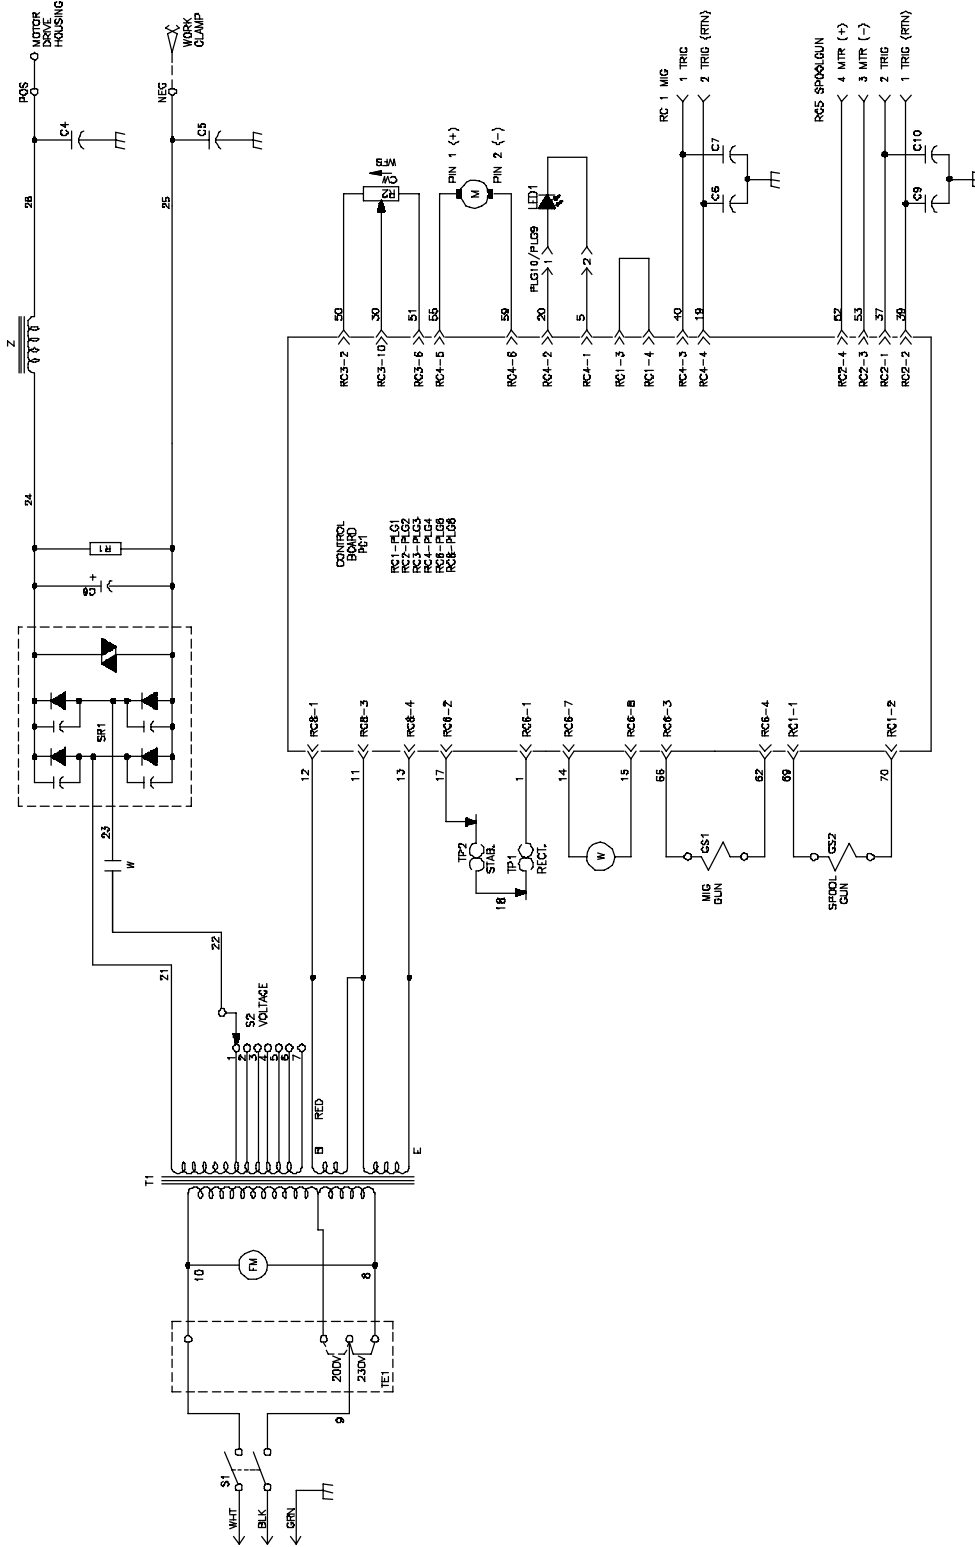 MOTOR
DRIVE
HOUSING
WORK
CLAMP
POS
NEG
C4
C5
26
25
Z
24
R1
C8
+
SR1
23
W
22
21
S2
VOLTAGE
1
2
3
4
5
6
7
T1
B
RED
E
10
FM
8
200V
230V
TE1
9
S1
WHT
BLK
GRN
CONTROL
BOARD
PC1
RC1-PLG1
RC2-PLG2
RC3-PLG3
RC4-PLG4
RC6-PLG6
RC8-PLG8
RC8-1
RC8-3
RC8-4
RC6-2
RC6-1
RC6-7
RC6-8
RC6-3
RC6-4
RC1-1
RC1-2
12
11
13
17
1
14
15
66
62
69
70
TP2
STAB.
TP1
RECT.
18
W
GS1
MIG
GUN
GS2
SPOOL
GUN
RC3-2
RC3-10
RC3-6
RC4-5
RC4-6
RC4-2
RC4-1
RC1-3
RC1-4
RC4-3
RC4-4
RC2-4
RC2-3
RC2-1
RC2-2
50
30
51
59
20
5
40
19
52
53
37
39
R2
CW
WFS
PIN 1 (+)
M
PIN 2 (-)
PLG10/PLG9
1
2
LED1
RC 1 MIG
1 TRIG
2 TRIG (RTN)
C6
C7
RC5 SPOOLGUN
4 MTR (+)
3 MTR (-)
2 TRIG
1 TRIG (RTN)
C9
C10